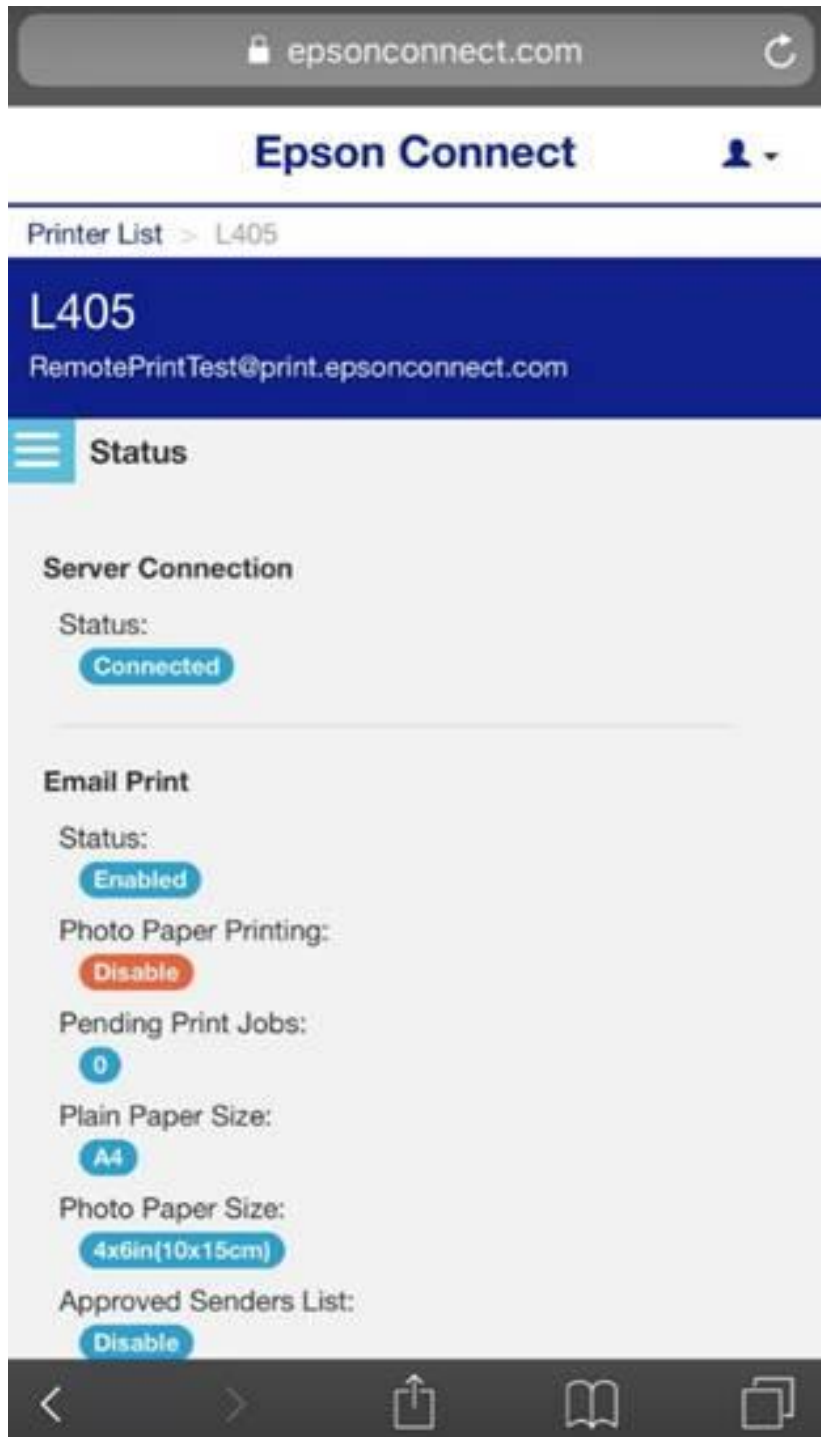 epsonconnect.com
Epson Connect
Printer List > L405
L405
RemotePrintTest@print.epsonconnect.com
Status
Server Connection
Status:
Connected
Email Print
Status:
Enabled
Photo Paper Printing:
Disable
Pending Print Jobs:
0
Plain Paper Size:
A4
Photo Paper Size:
4x6in(10x15cm)
Approved Senders List:
Disable